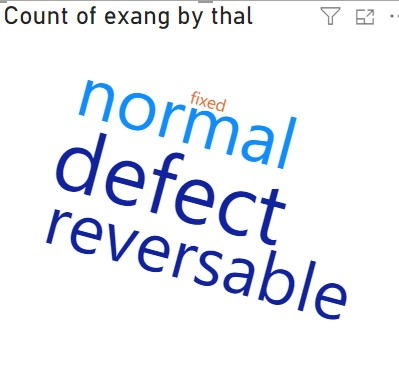 Count of exang by thal
fixed
normal
defect
reversable